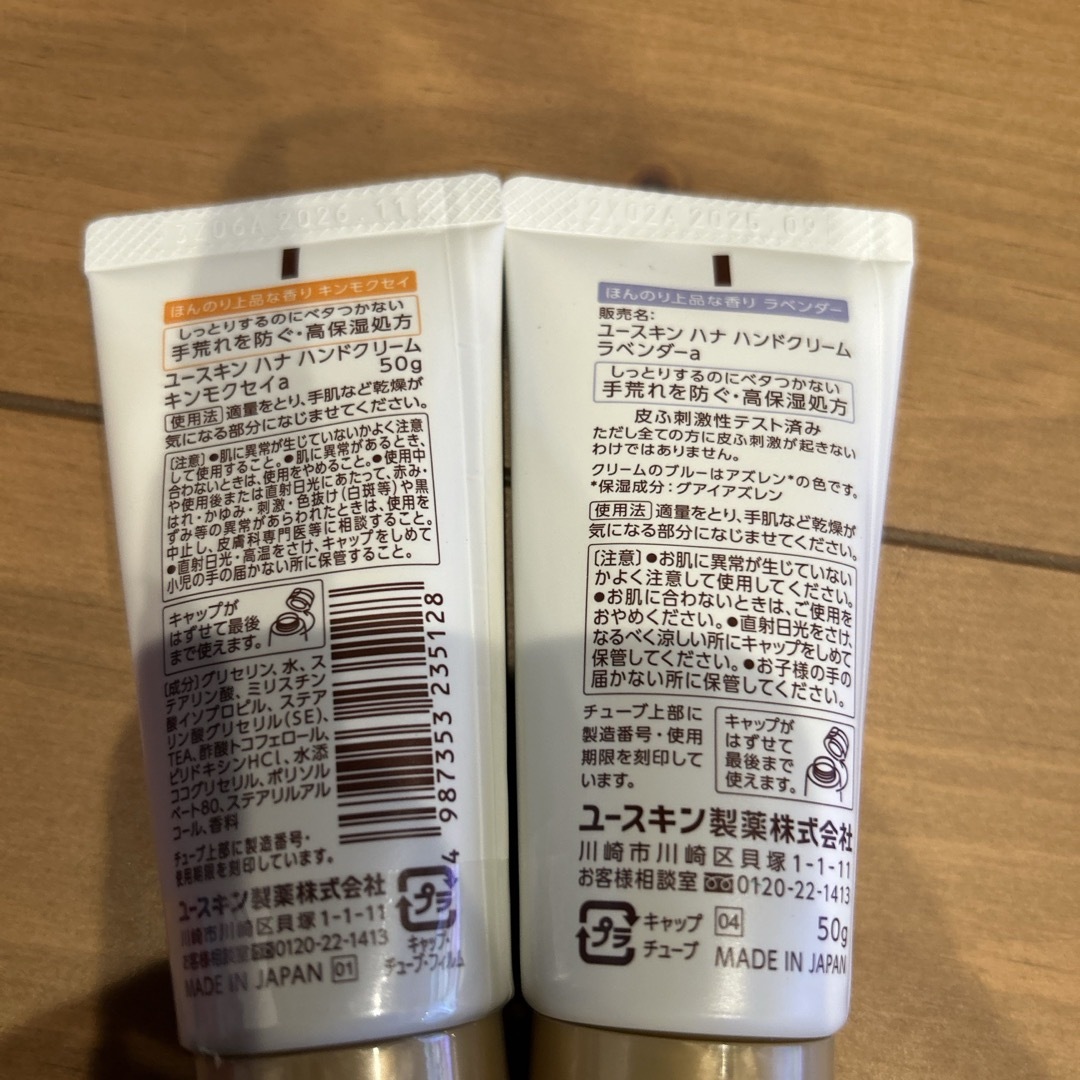 2026.11
ほんのり上品な香り キンモクセイ
しっとりするのにベタつかない
手荒れを防ぐ・高保湿処方
ユースキン ハナ ハンドクリーム
キンモクセイa 50g
使用法 適量をとり、手肌など乾燥が
気になる部分になじませてください。
〔注意〕●肌に異常が生じていないかよく注意
して使用すること。●肌に異常があるとき、
合わないときは、使用をやめること。●使用中
や使用後または直射日光にあたって、赤み・
はれ・かゆみ・刺激・色抜け(白斑等)や黒
ずみ等の異常があらわれたときは、使用を
中止し、皮膚科専門医等に相談すること。
●直射日光・高温をさけ、キャップをしめて
小児の手の届かない所に保管すること。
キャップが
はずせて最後
まで使えます。
〔成分〕グリセリン、水、ス
テアリン酸、ミリスチン
酸イソプロピル、ステア
リン酸グリセリル(SE)、
TEA、酢酸トコフェロール、
ピリドキシンHCl、水添
ココグリセリル、ポリソル
ベート80、ステアリルアル
コール、香料
4 987353 235128
チューブ上部に製造番号・
使用期限を刻印しています。
ユースキン製薬株式会社
川崎市川崎区貝塚1-1-11
お客様相談室 0120-22-1413
MADE IN JAPAN 01
プラ
キャップ・
チューブ・フィルム
2702A 2025.09
ほんのり上品な香り ラベンダー
販売名:
ユースキン ハナ ハンドクリーム
ラベンダーa
しっとりするのにベタつかない
手荒れを防ぐ・高保湿処方
皮ふ刺激性テスト済み
ただし全ての方に皮ふ刺激が起きない
わけではありません。
クリームのブルーはアズレン*の色です。
*保湿成分:グアイアズレン
使用法 適量をとり、手肌など乾燥が
気になる部分になじませてください。
〔注意〕●お肌に異常が生じていない
かよく注意して使用してください。
●お肌に合わないときは、ご使用を
おやめください。●直射日光をさけ、
なるべく涼しい所にキャップをしめて
保管してください。●お子様の手の
届かない所に保管してください。
チューブ上部に
製造番号・使用
期限を刻印して
います。
キャップが
はずせて
最後まで
使えます。
ユースキン製薬株式会社
川崎市川崎区貝塚1-1-11
お客様相談室 0120-22-1413
プラ
キャップ
チューブ
04 50g
MADE IN JAPAN